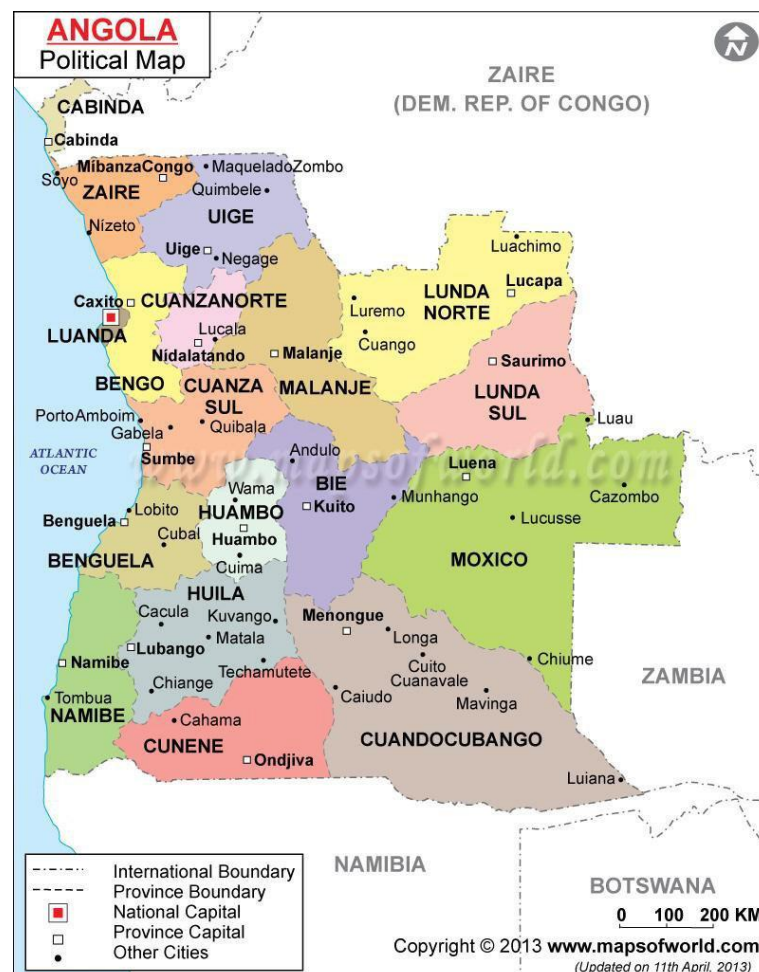 ANGOLA
Political Map
N
ZAIRE
(DEM. REP. OF CONGO)
CABINDA
Cabinda
MibanzaCongo
MaqueladoZombo
Soyo
Quimbele
ZAIRE
UIGE
Nizeto
Uige
Negage
Luachimo
Caxito
CUANZANORTE
LUNDA
NORTE
Lucapa
Luremo
LUANDA
Lucala
Cuango
Nidalatando
Malanje
Saurimo
BENGO
CUANZA
SUL
MALANJE
LUNDA
SUL
PortoAmboim
Gabela
Quibala
Luau
ATLANTIC
OCEAN
Sumbe
www.mapsofworld.com
Andulo
Luena
BIE
Wama
Munhango
Cazombo
Lobito
HUAMBO
Kuito
Benguela
Lucusse
Cubal
Huambo
BENGUELA
Cuima
MOXICO
HUILA
Cacula
Kuvango
Menongue
Matala
Longa
Lubango
Namibe
Techamutete
Cuito
Cuanavale
Chiume
ZAMBIA
Chiange
Caiudo
Tombua
Mavinga
NAMIBE
Cahama
CUNENE
CUANDOCUBANGO
Ondjiva
Luiana
NAMIBIA
BOTSWANA
International Boundary
Province Boundary
National Capital
Province Capital
Other Cities
0 100 200 KM
Copyright © 2013 www.mapsofworld.com
(Updated on 11th April, 2013)